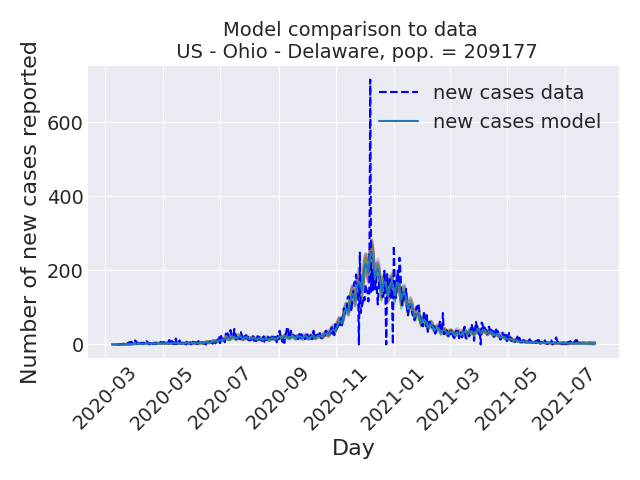 Model comparison to data
US - Ohio - Delaware, pop. = 209177
new cases data
new cases model
Number of new cases reported
600
400
200
0
2020-03
2020-05
2020-07
2020-09
2020-11
2021-01
2021-03
2021-05
2021-07
Day